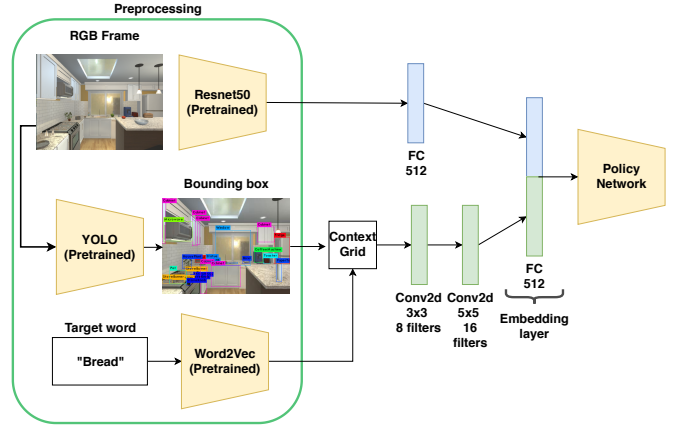 Preprocessing
RGB Frame
Resnet50
(Pretrained)
FC
512
Bounding box
YOLO
(Pretrained)
Context
Grid
Policy
Network
Conv2d
3x3
8 filters
Conv2d
5x5
16
filters
FC
512
Embedding
layer
Target word
"Bread"
Word2Vec
(Pretrained)